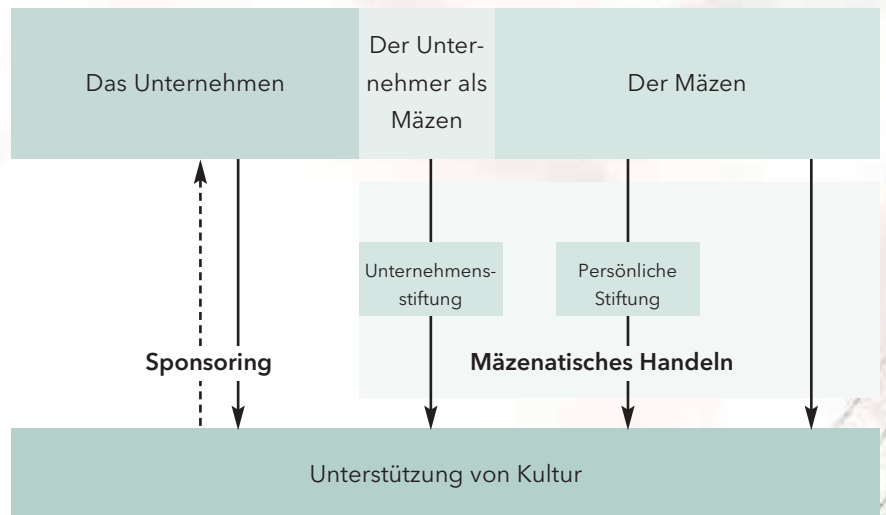 Das Unternehmen
Der Unter-
nehmer als
Mäzen
Der Mäzen
Unternehmens-
stiftung
Persönliche
Stiftung
Sponsoring
Mäzenatisches Handeln
Unterstützung von Kultur